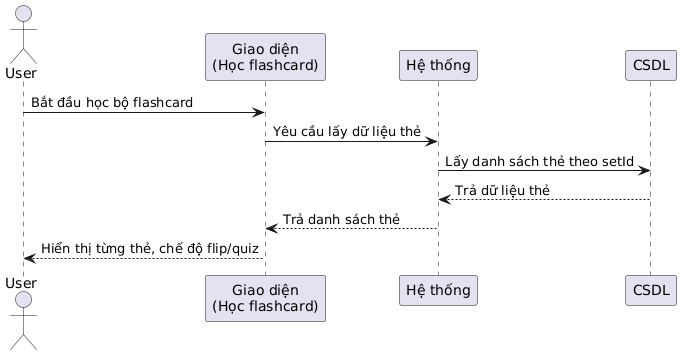 User
Giao diện
(Học flashcard)
Hệ thống
CSDL
Bắt đầu học bộ flashcard
Yêu cầu lấy dữ liệu thẻ
Lấy danh sách thẻ theo setId
Trả dữ liệu thẻ
Trả danh sách thẻ
Hiển thị từng thẻ, chế độ flip/quiz
User
Giao diện
(Học flashcard)
Hệ thống
CSDL